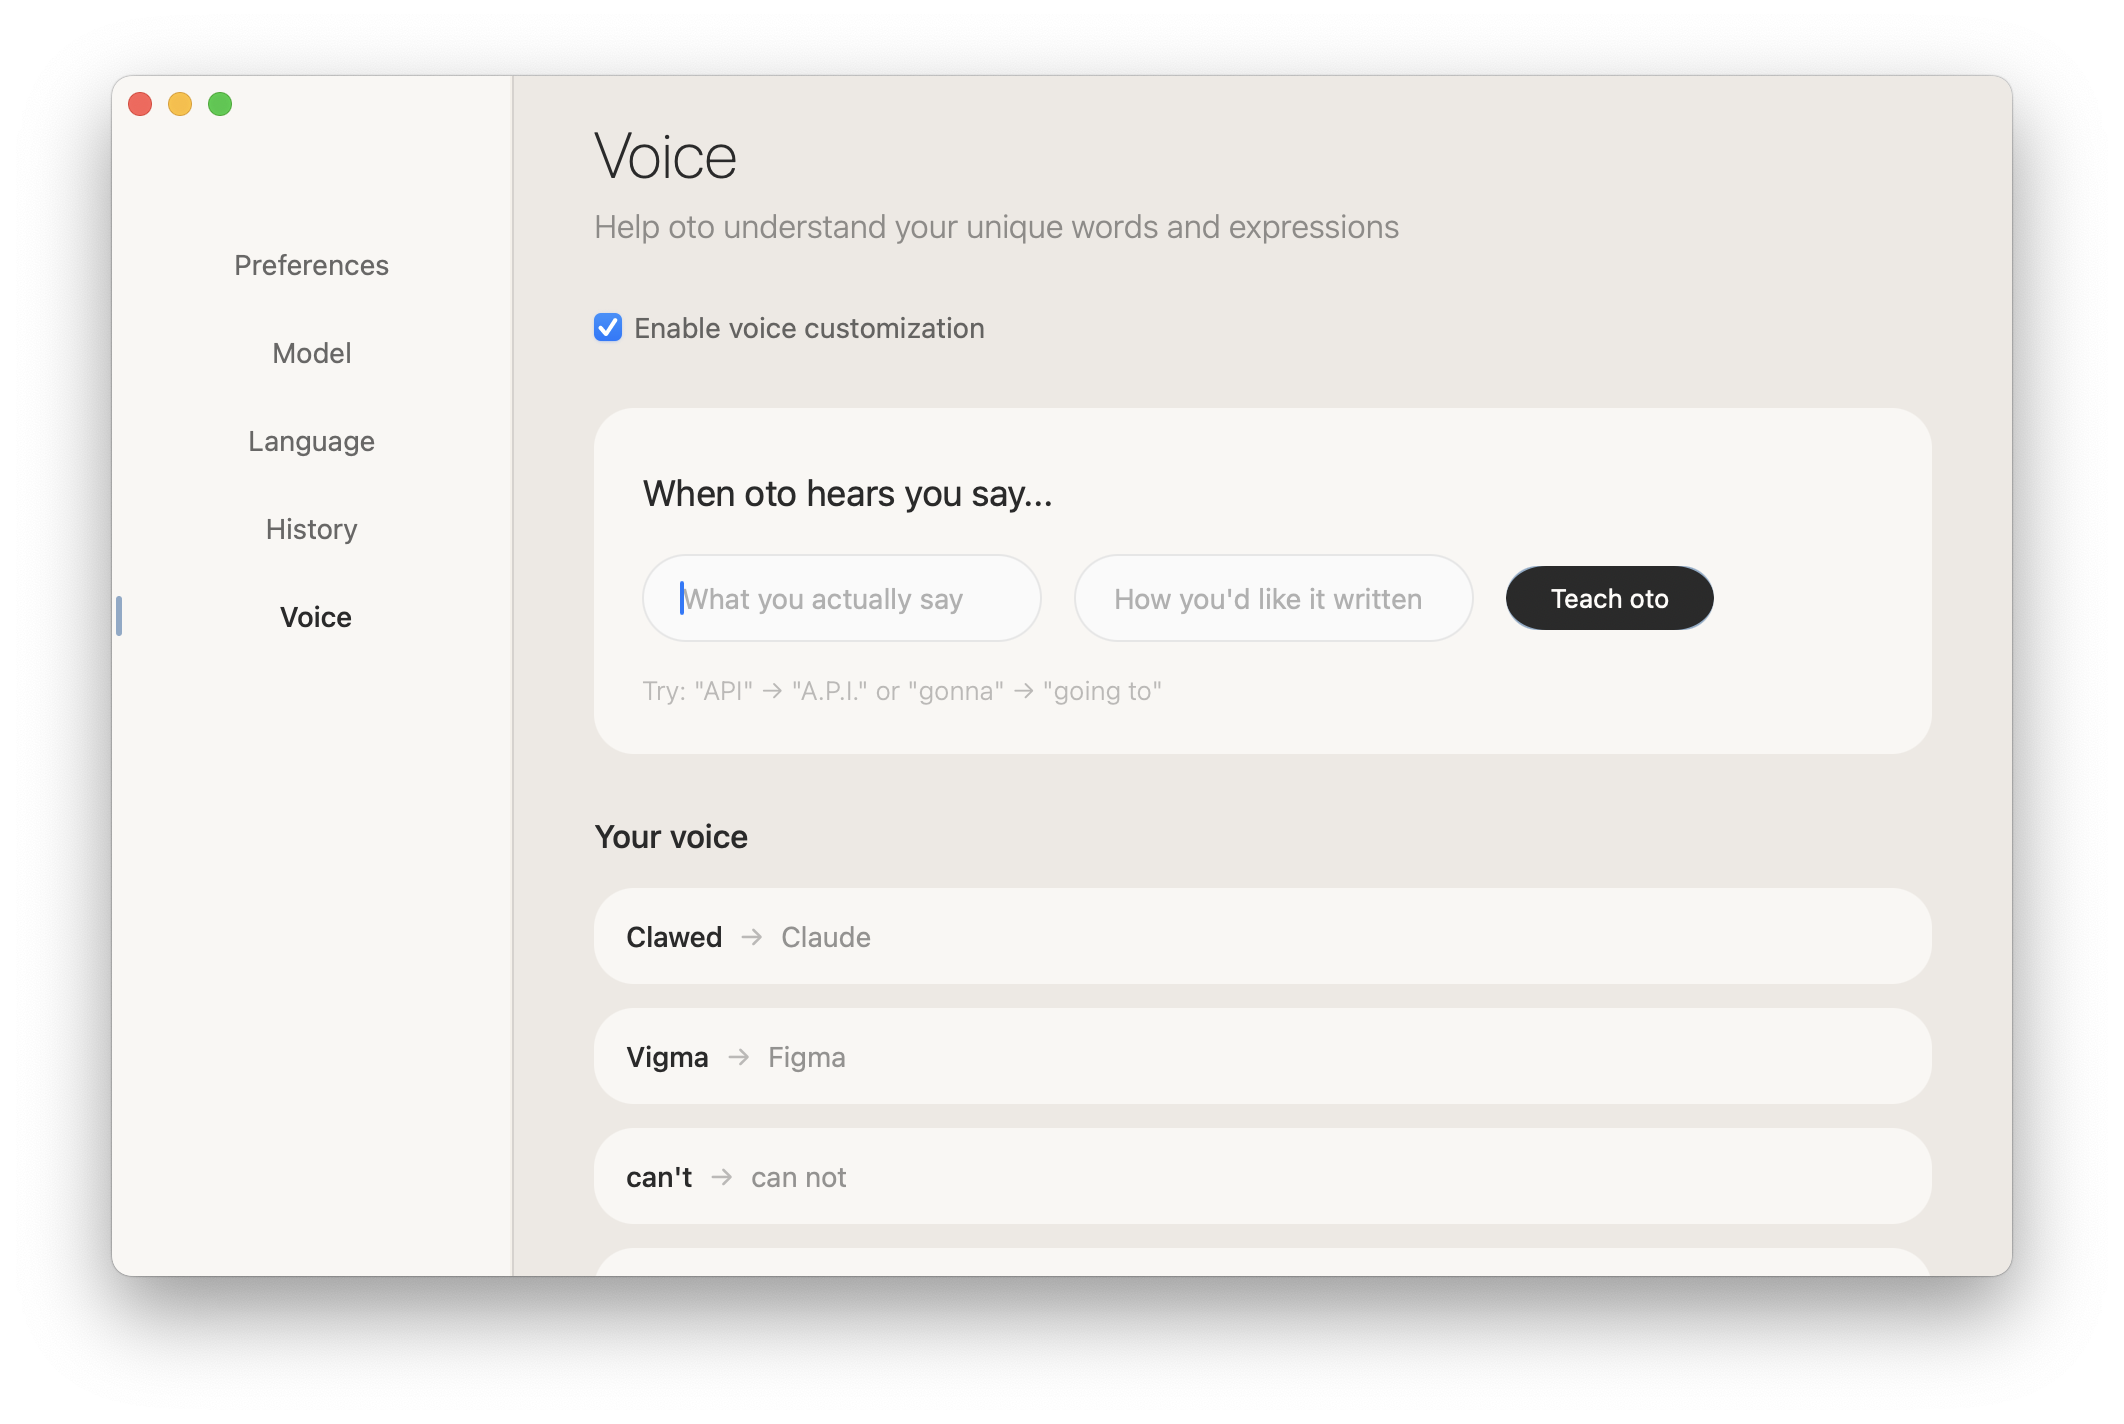 Preferences
Model
Language
History
Voice
Voice
Help oto understand your unique words and expressions
Enable voice customization
When oto hears you say...
What you actually say
How you'd like it written
Teach oto
Try: "API" → "A.P.I." or "gonna" → "going to"
Your voice
Clawed → Claude
Vigma → Figma
can't → can not